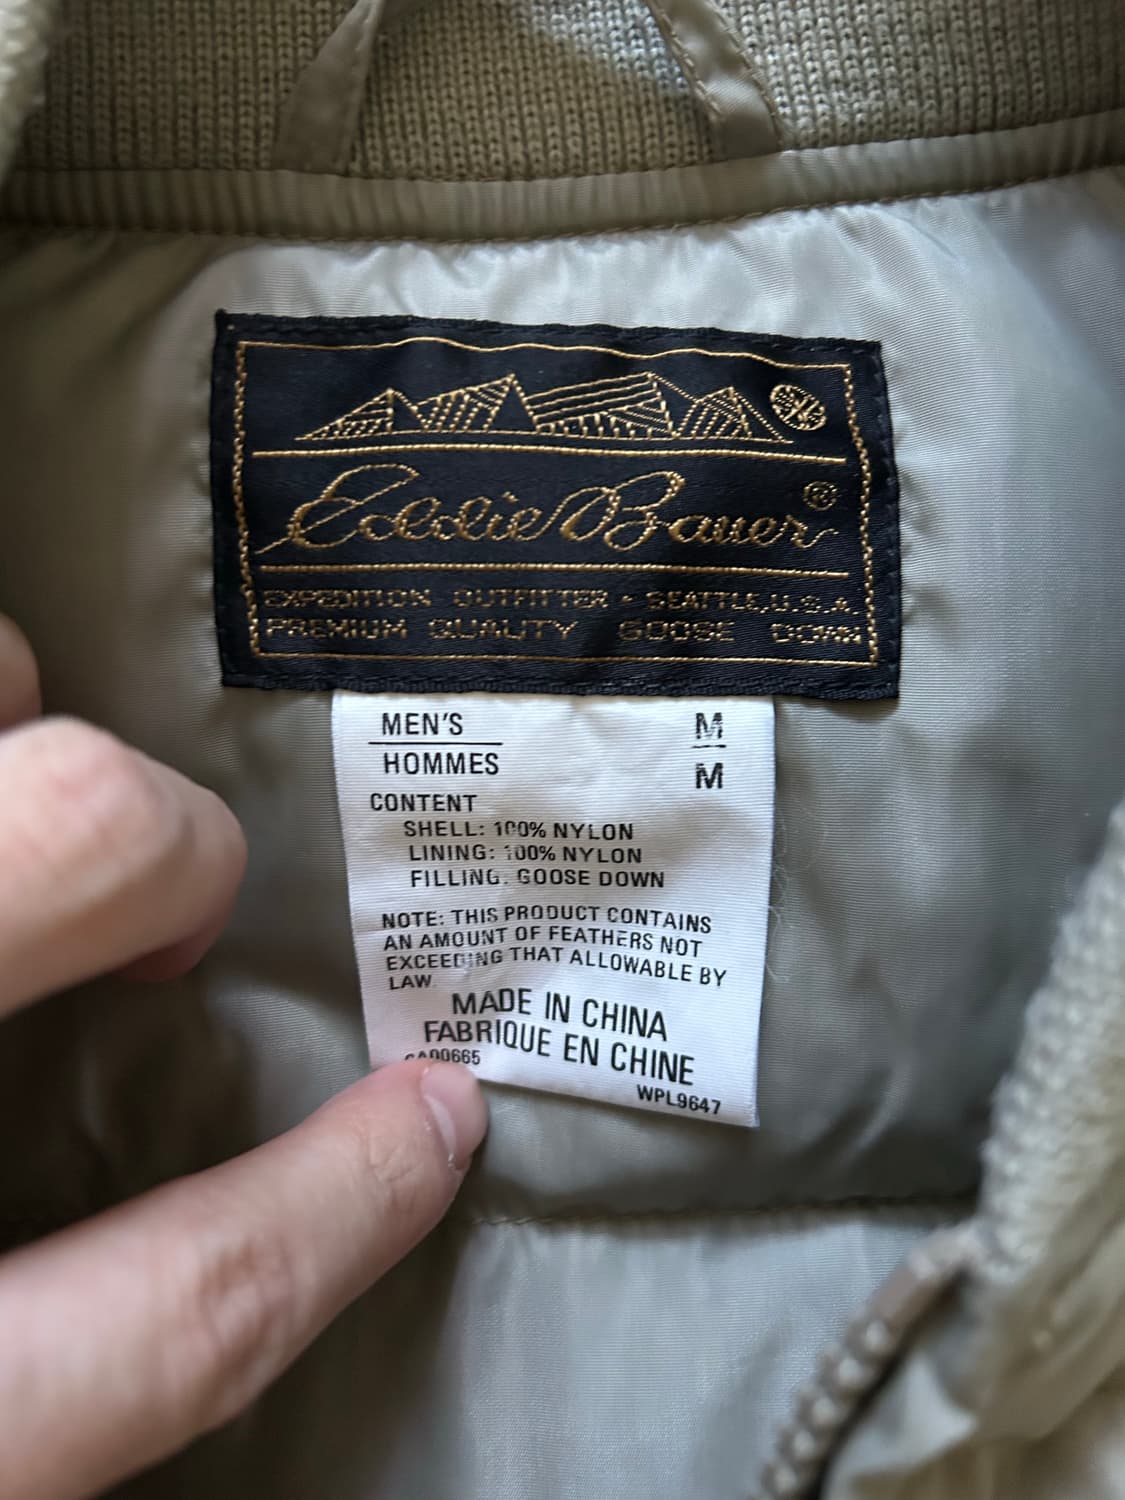 Eddie Bauer ®
EXPEDITION OUTFITTER - SEATTLE, U.S.A.
PREMIUM QUALITY GOOSE DOWN
MEN'S M
HOMMES M
CONTENT
SHELL: 100% NYLON
LINING: 100% NYLON
FILLING: GOOSE DOWN
NOTE: THIS PRODUCT CONTAINS
AN AMOUNT OF FEATHERS NOT
EXCEEDING THAT ALLOWABLE BY
LAW.
MADE IN CHINA
FABRIQUE EN CHINE
CA00665
WPL9647